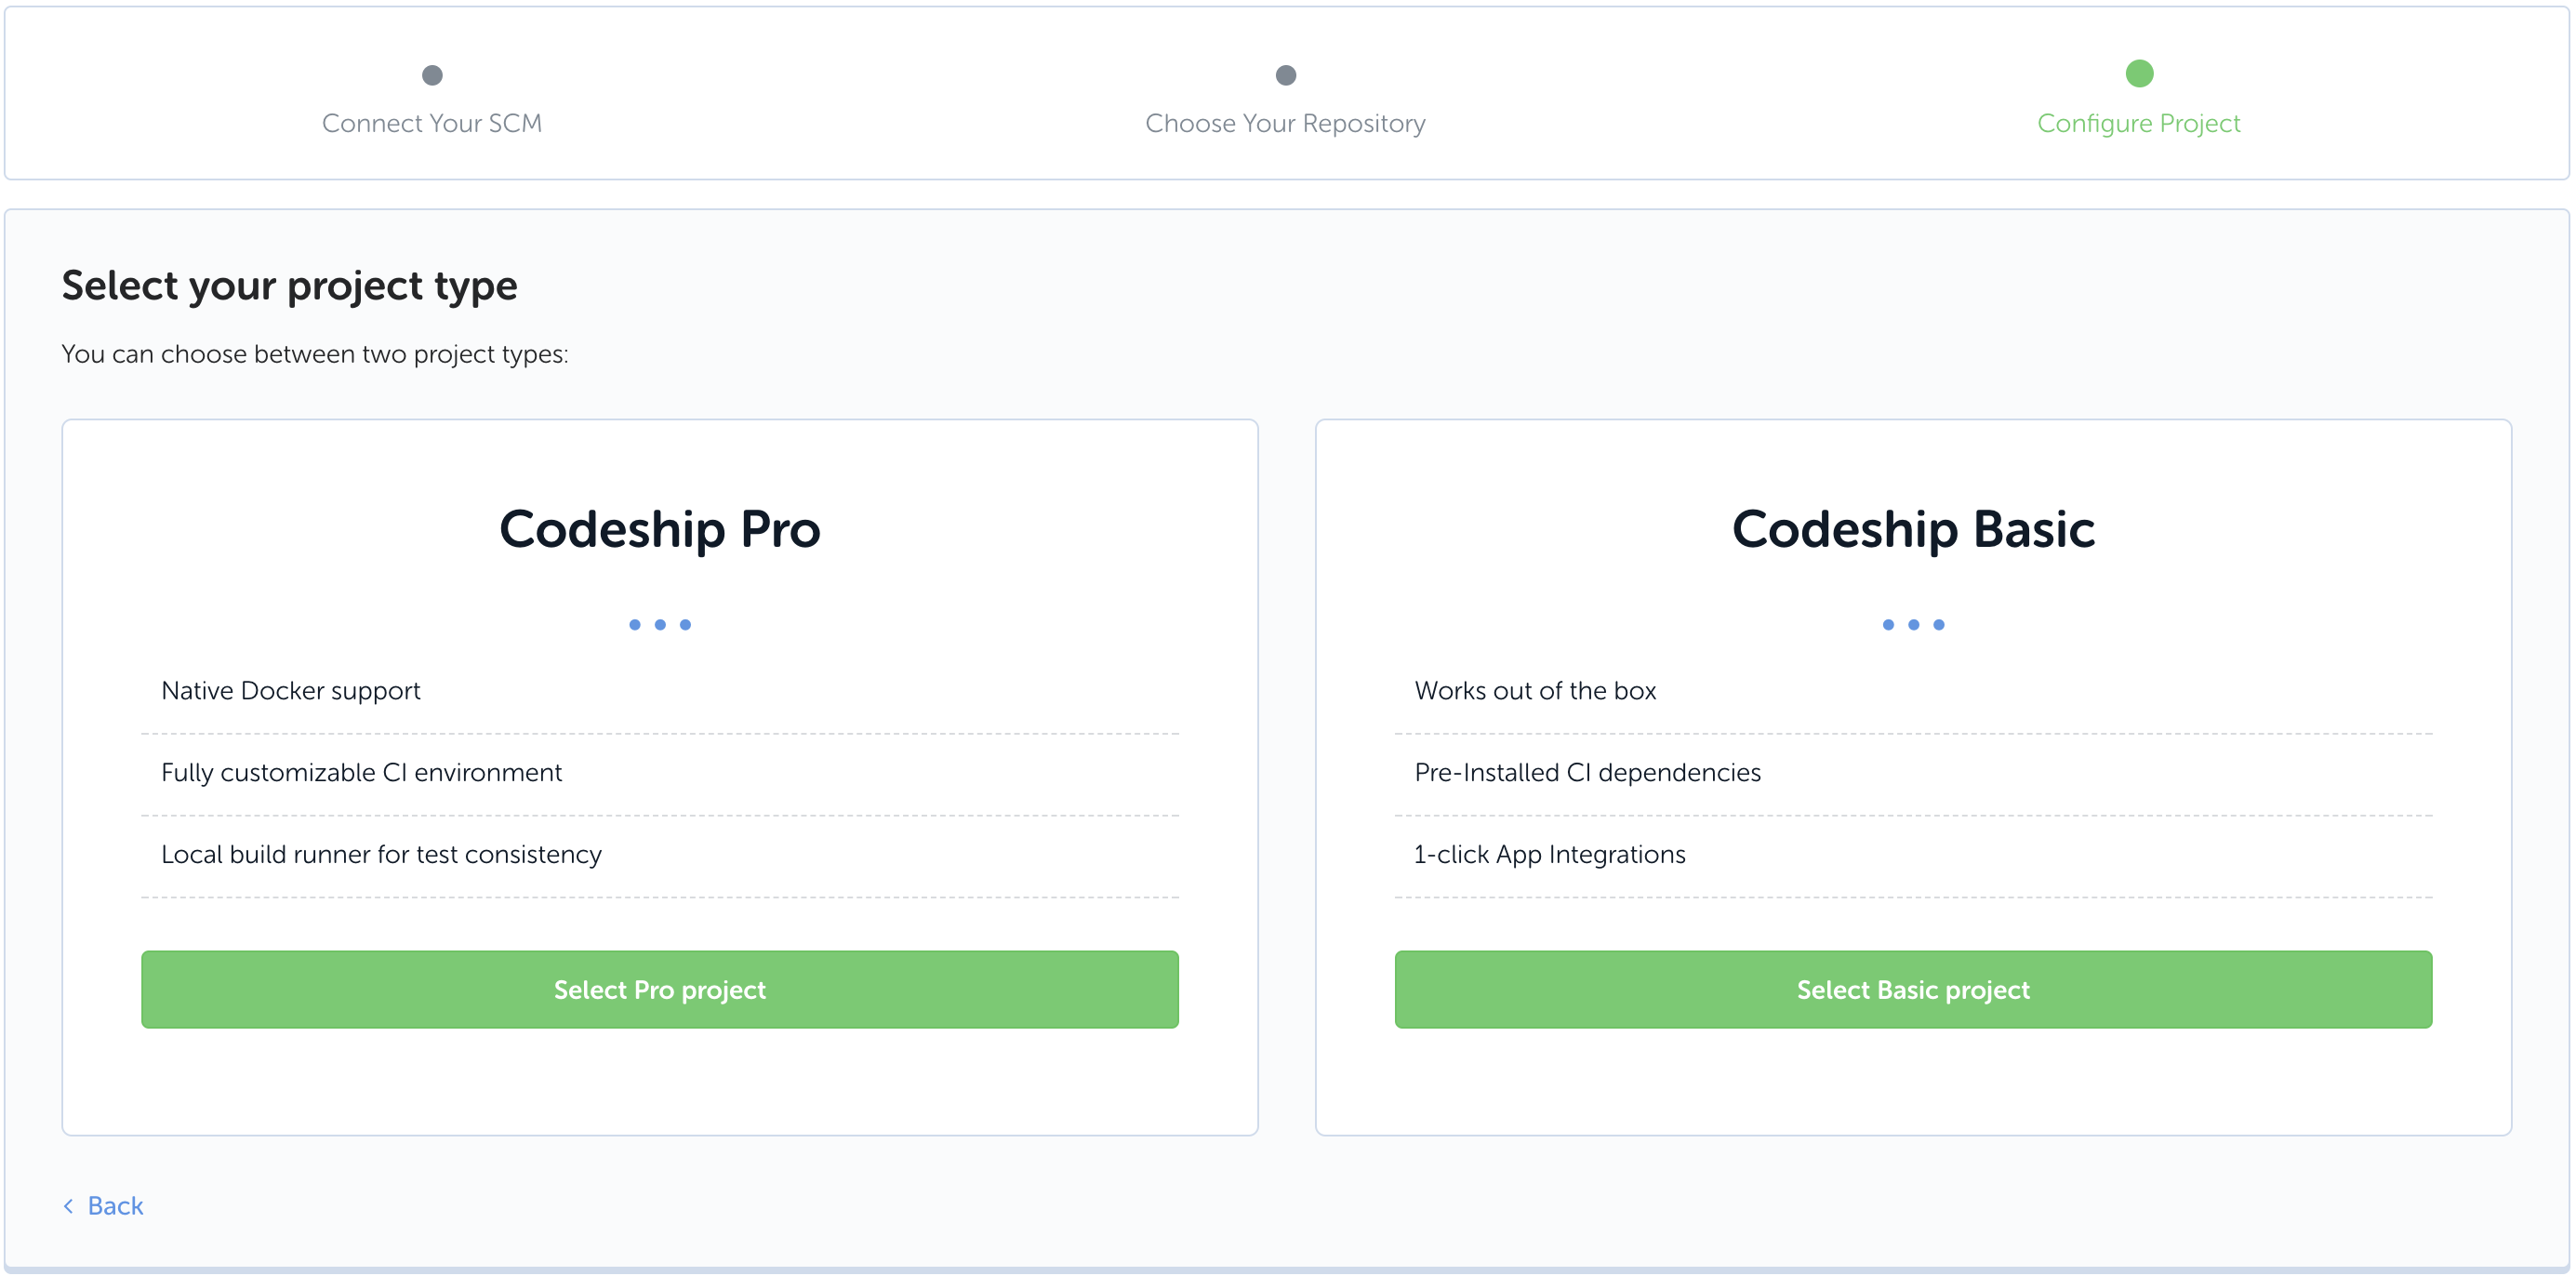 Connect Your SCM
Choose Your Repository
Configure Project
Select your project type
You can choose between two project types:
Codeship Pro
Native Docker support
Fully customizable CI environment
Local build runner for test consistency
Select Pro project
Codeship Basic
Works out of the box
Pre-Installed CI dependencies
1-click App Integrations
Select Basic project
Back